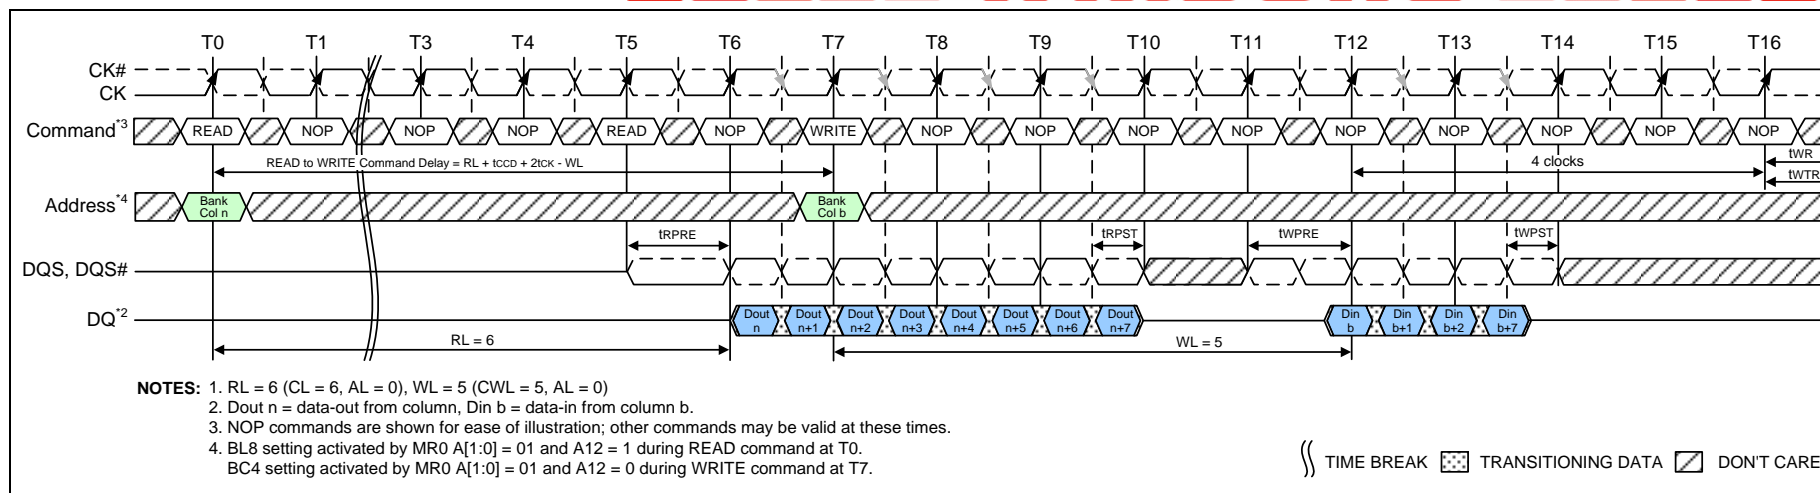 T0 T1 T3 T4 T5 T6 T7 T8 T9 T10 T11 T12 T13 T14 T15 T16
CK#
CK
Command*3 READ NOP NOP NOP READ NOP WRITE NOP NOP NOP NOP NOP NOP NOP NOP NOP
READ to WRITE Command Delay = RL + tCCD + 2tCK - WL
4 clocks
tWR
tWTR
Address*4
Bank
Col n
Bank
Col b
tRPRE tRPST tWPRE tWPST
DQS, DQS#
DQ*2
Dout
n
Dout
n+1
Dout
n+2
Dout
n+3
Dout
n+4
Dout
n+5
Dout
n+6
Dout
n+7
Din
b
Din
b+1
Din
b+2
Din
b+7
RL = 6
WL = 5
NOTES: 1. RL = 6 (CL = 6, AL = 0), WL = 5 (CWL = 5, AL = 0)
2. Dout n = data-out from column, Din b = data-in from column b.
3. NOP commands are shown for ease of illustration; other commands may be valid at these times.
4. BL8 setting activated by MR0 A[1:0] = 01 and A12 = 1 during READ command at T0.
BC4 setting activated by MR0 A[1:0] = 01 and A12 = 0 during WRITE command at T7.
TIME BREAK TRANSITIONING DATA DON'T CARE